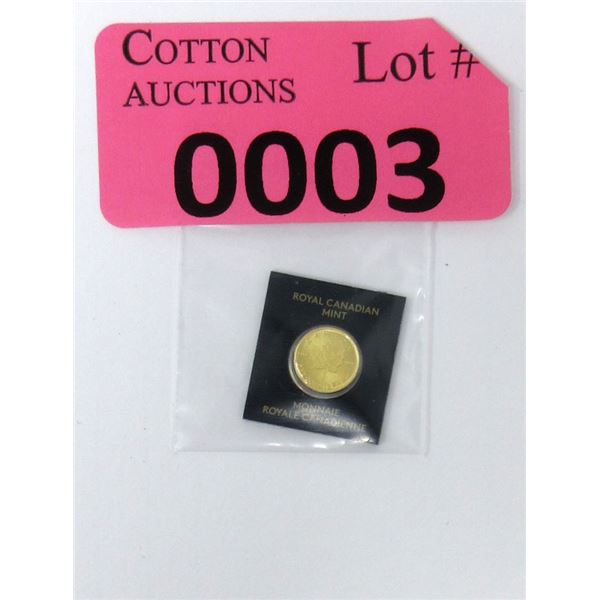 COTTON
AUCTIONS
Lot #
0003
ROYAL CANADIAN
MINT
MONNAIE
ROYALE CANADIENNE